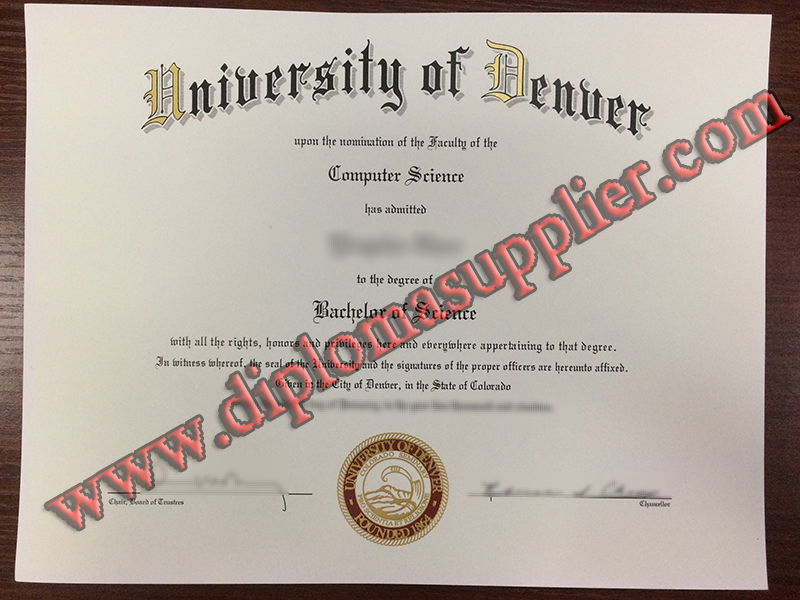 University of Denver
upon the nomination of the Faculty of the
Computer Science
has admitted
to the degree of
Bachelor of Science
with all the rights, honors and privileges here and everywhere appertaining to that degree.
In witness whereof, the seal of the University and the signatures of the proper officers are hereunto affixed.
Given in the City of Denver, in the State of Colorado
www.diplomasupplier.com
UNIVERSITY OF DENVER
COLORADO SEMINARY
FOUNDED 1864
Chair, Board of Trustees
Chancellor